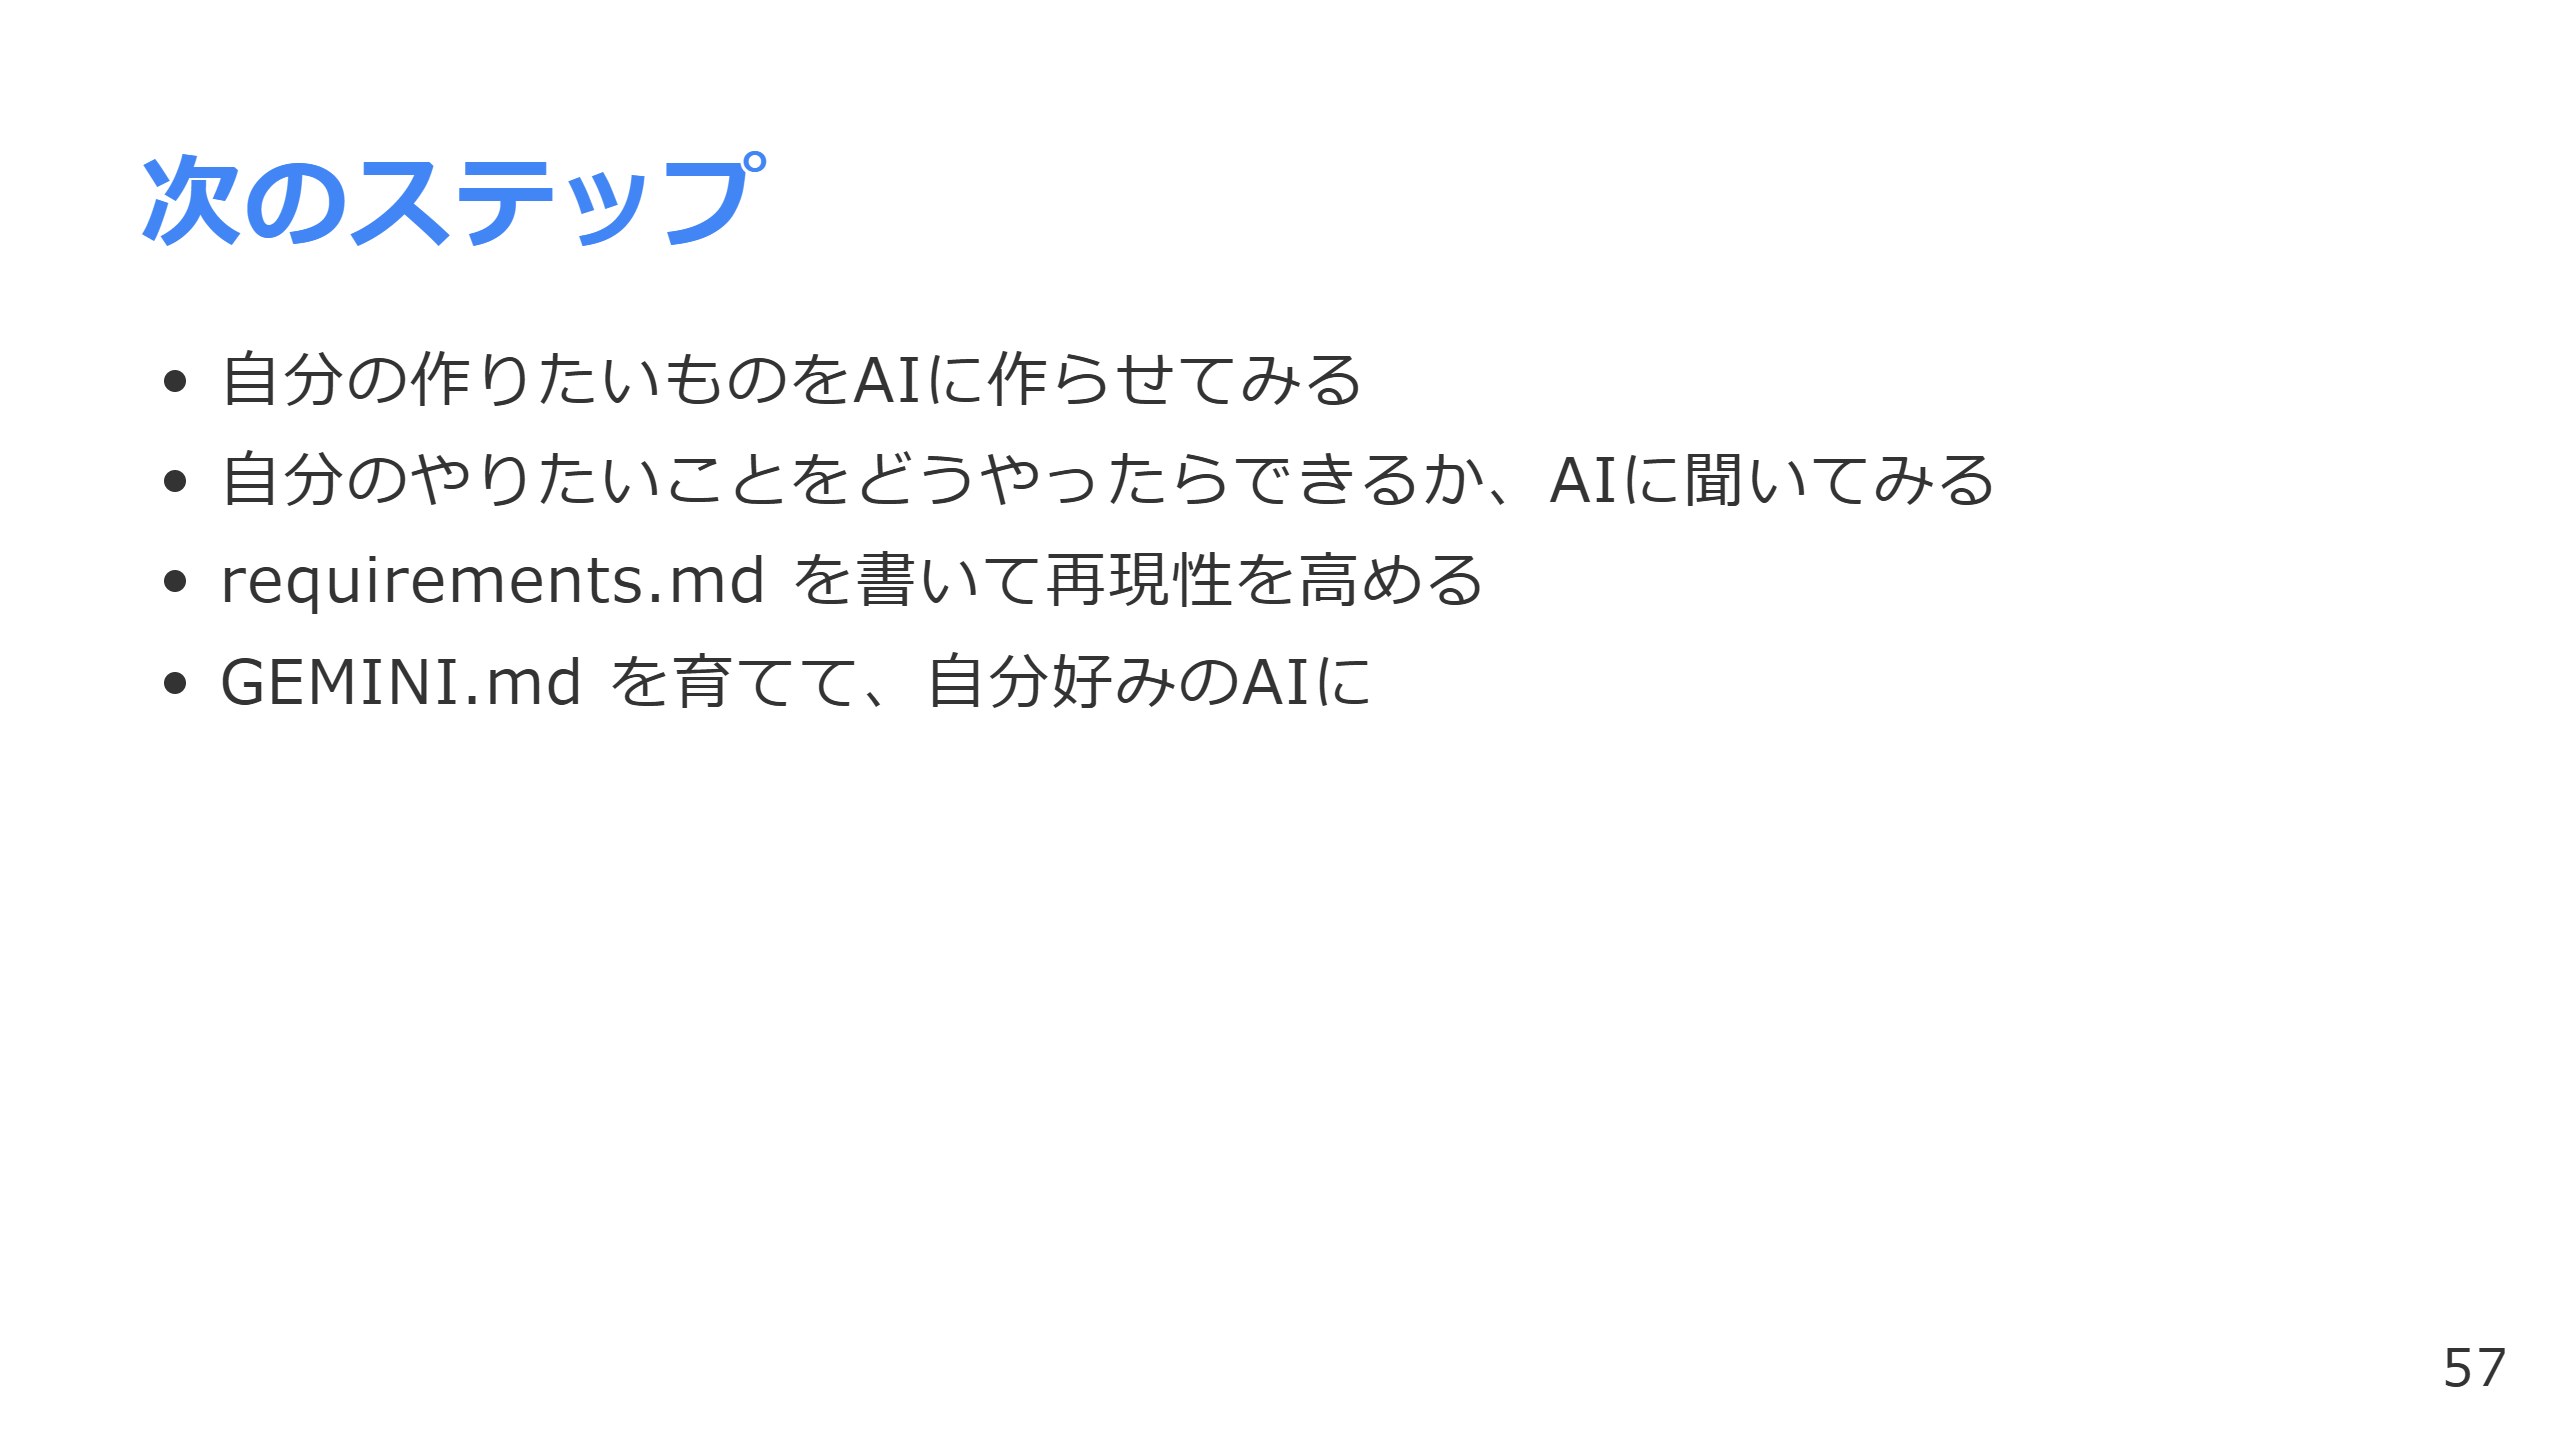 次のステップ
• 自分の作りたいものをAIに作らせてみる
• 自分のやりたいことをどうやったらできるか、AIに聞いてみる
• requirements.md を書いて再現性を高める
• GEMINI.md を育てて、自分好みのAIに
57